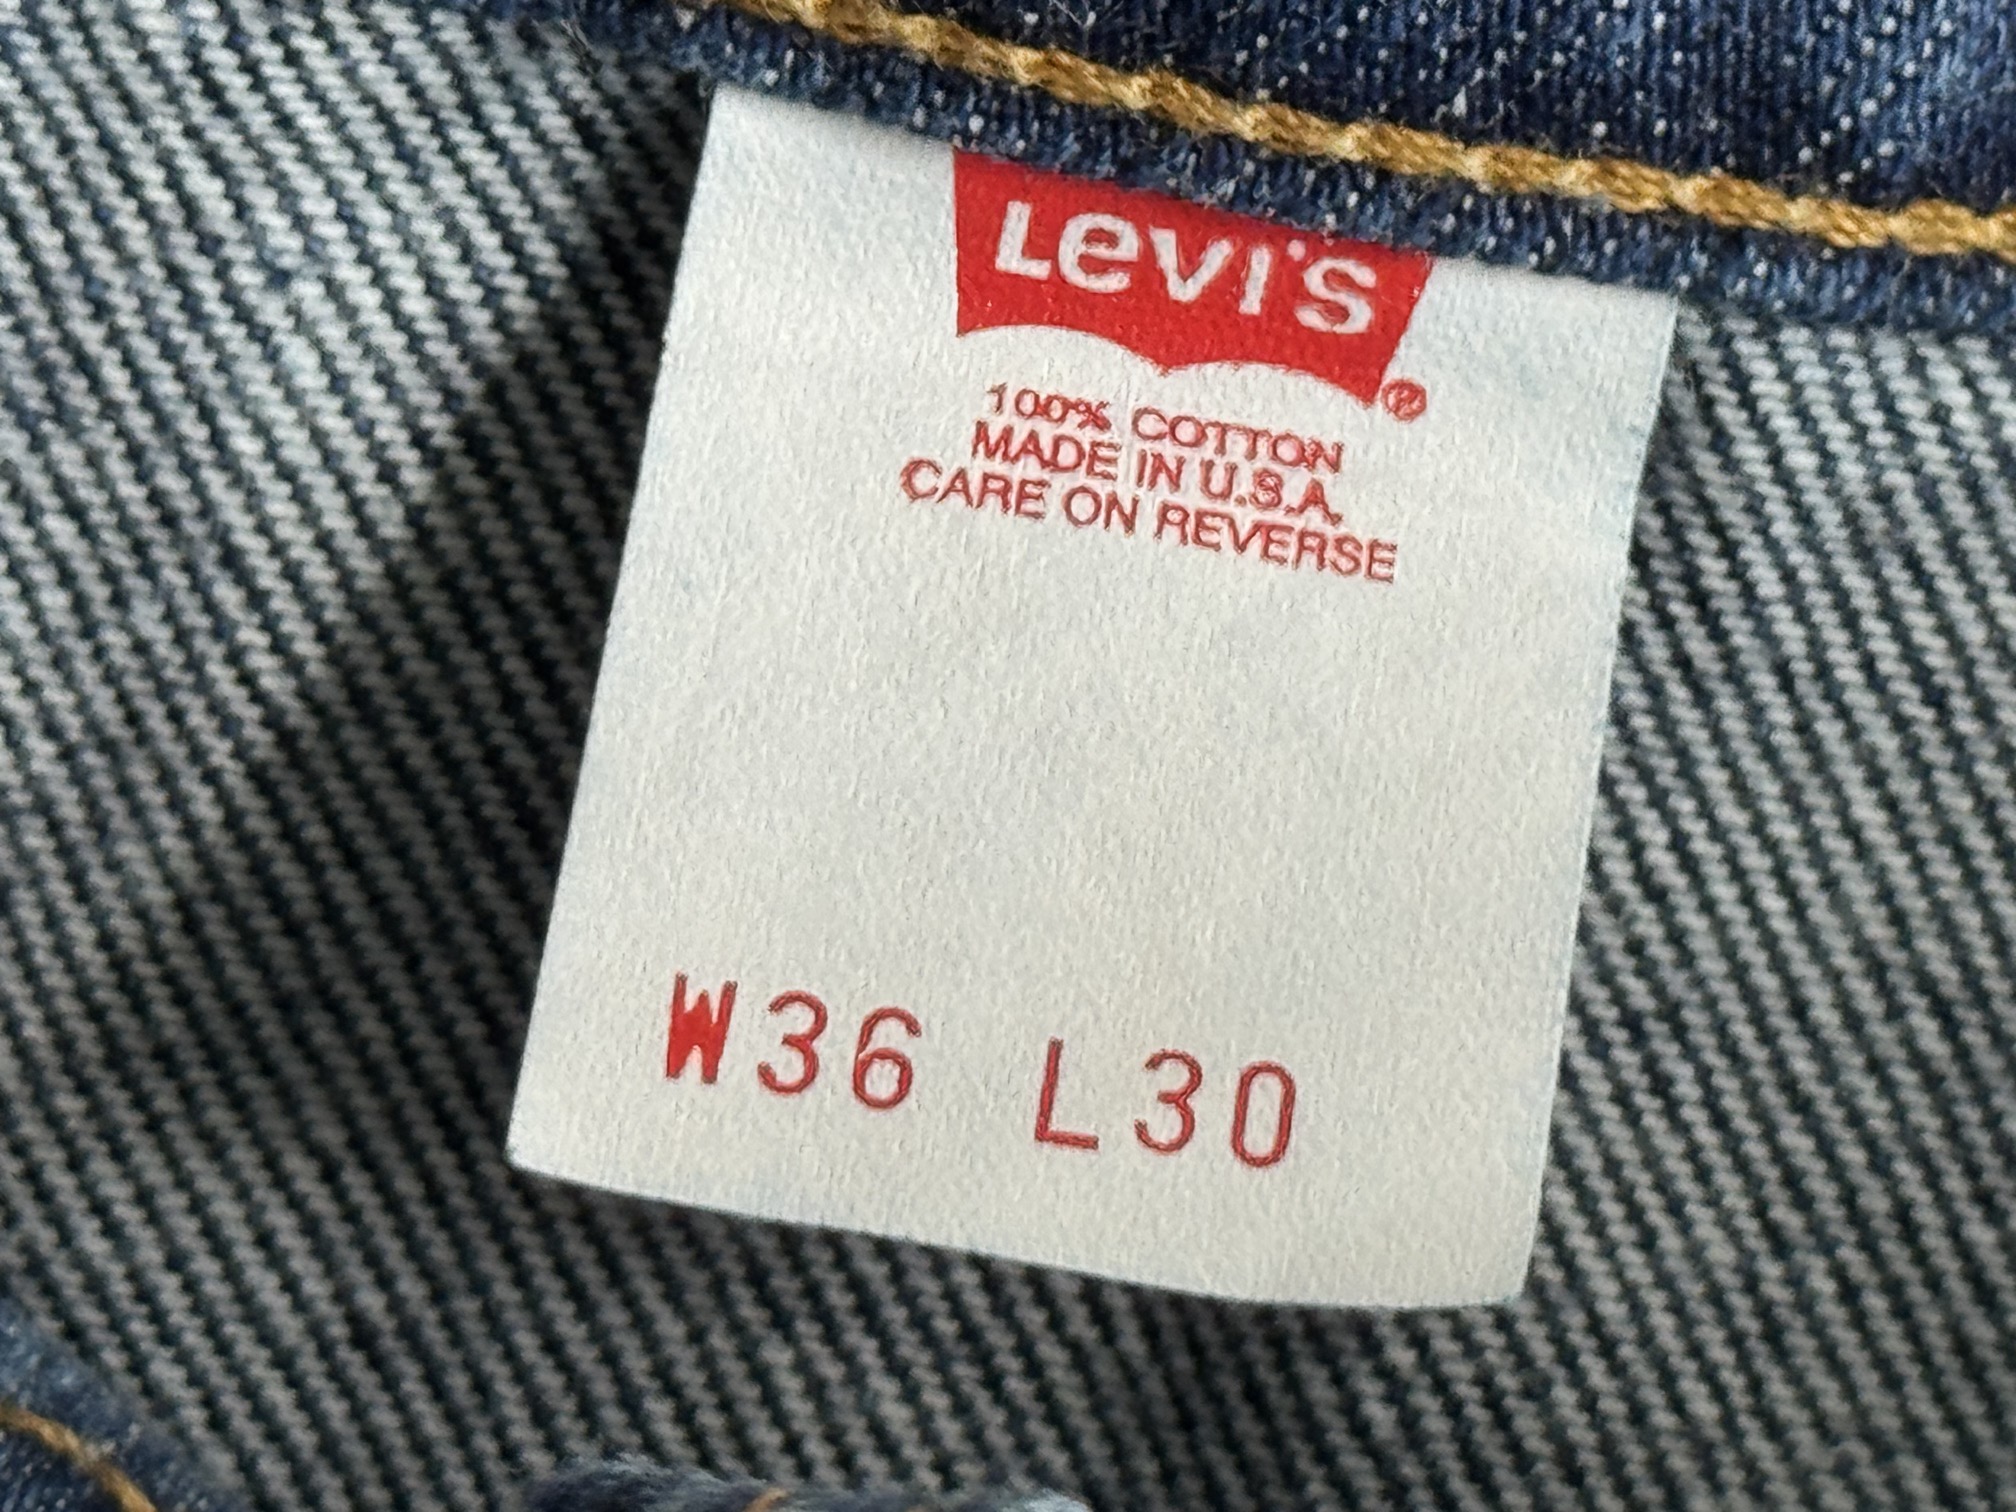 Levi's
®
100% COTTON
MADE IN U.S.A.
CARE ON REVERSE
W36 L30